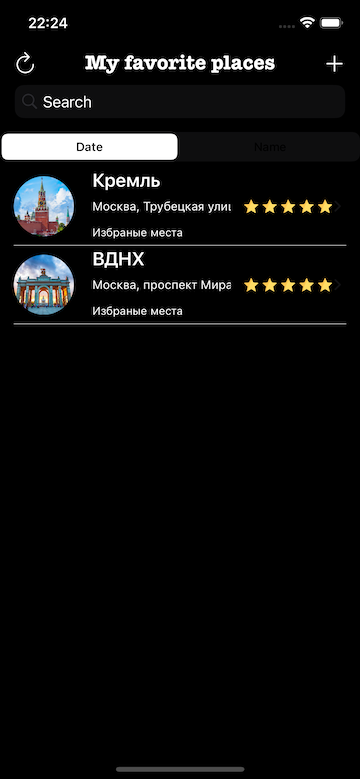 22:24
My favorite places
Search
Date
Name
Кремль
Москва, Трубецкая
Избраные места
ВДНХ
Москва, проспект Мира
Избраные места